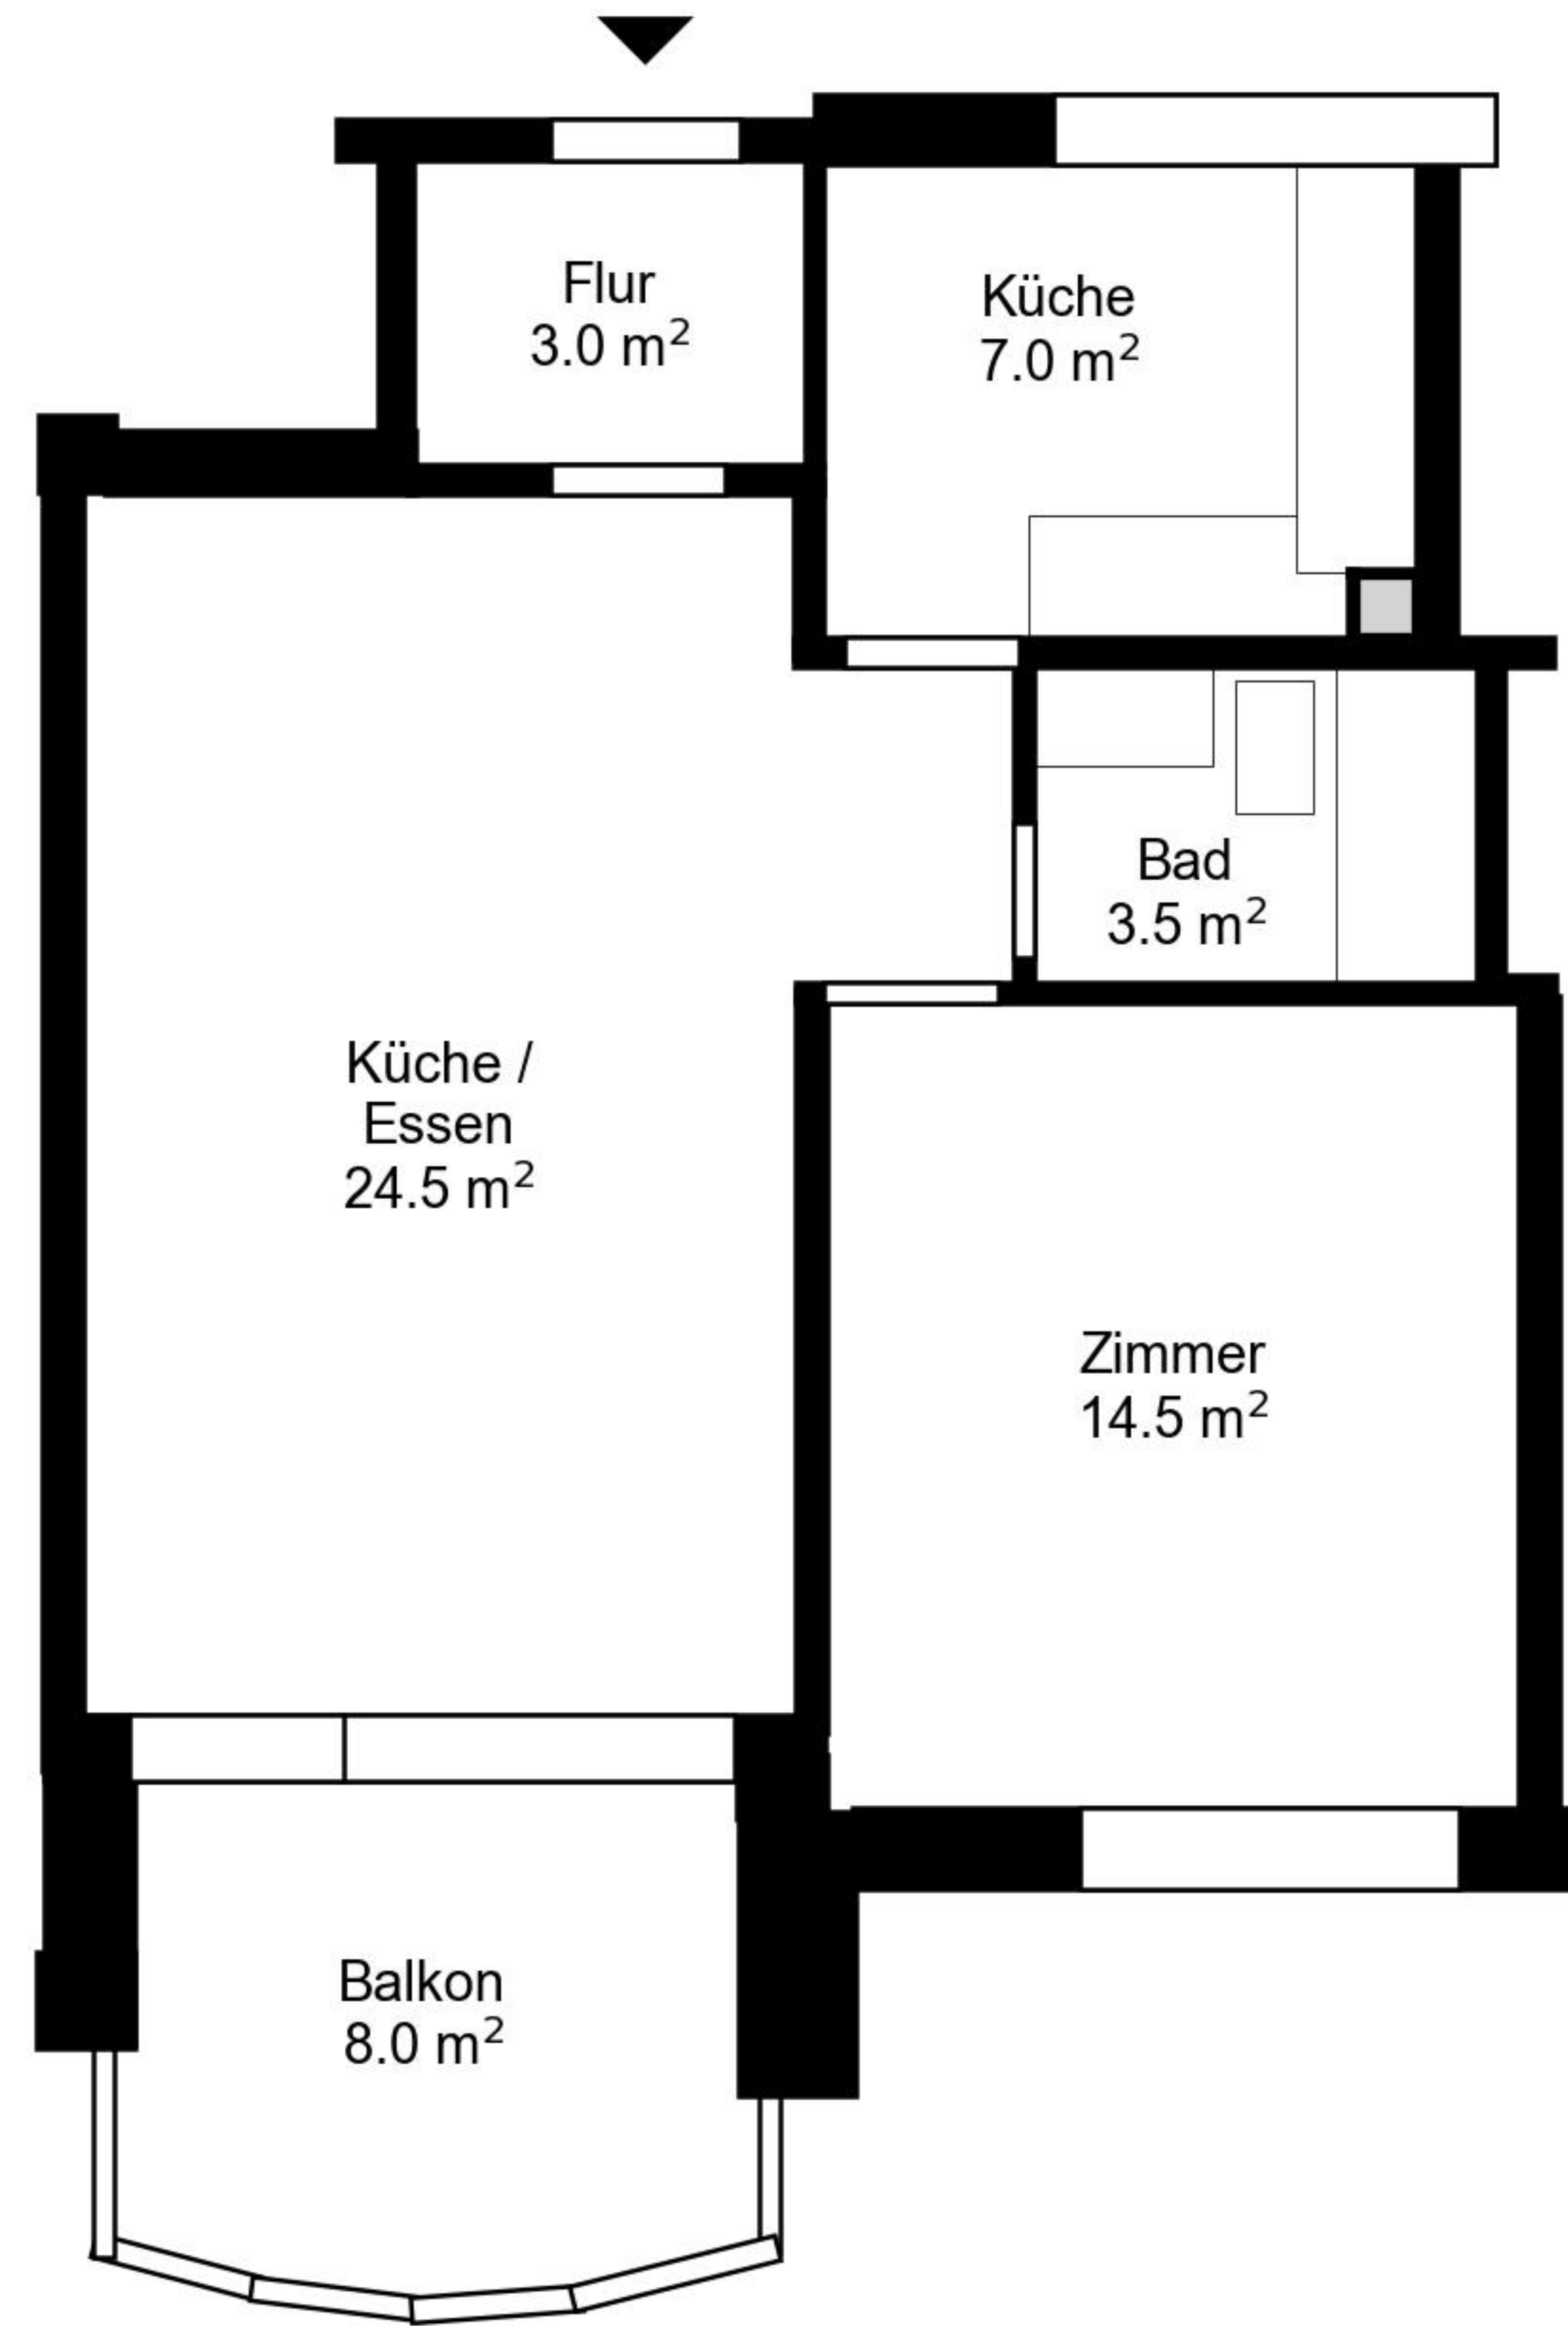 Flur
3.0 m²
Küche
7.0 m²
Bad
3.5 m²
Küche /
Essen
24.5 m²
Zimmer
14.5 m²
Balkon
8.0 m²